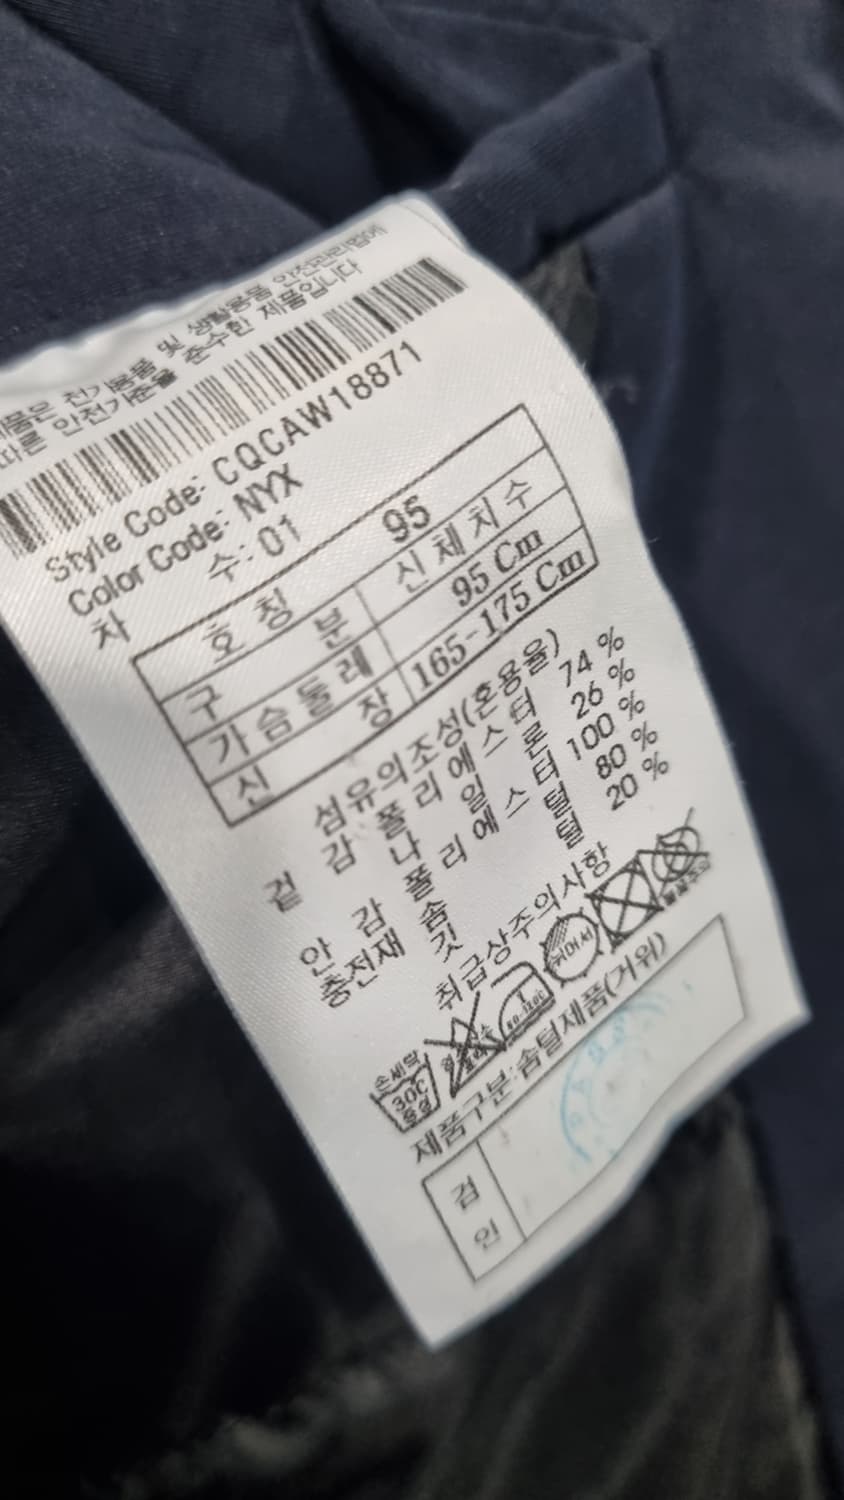 제품은 전기용품 및 생활용품 안전관리법에
따른 안전기준을 준수한 제품입니다
Style Code: CQCAW18871
Color Code: NYX
차 수: 01
호 칭 95
구 분 신체치수
가슴둘레 95 Cm
신 장 165-175 Cm
섬유의조성(혼용율)
겉 감 폴 리 에 스 터 74 %
나 일 론 26 %
안 감 폴 리 에 스 터 100 %
충전재 솜 털 80 %
깃 털 20 %
취급상주의사항
손세탁
30C
중성
80-120C
뉘어서
제품구분:솜털제품(거위)
검
인